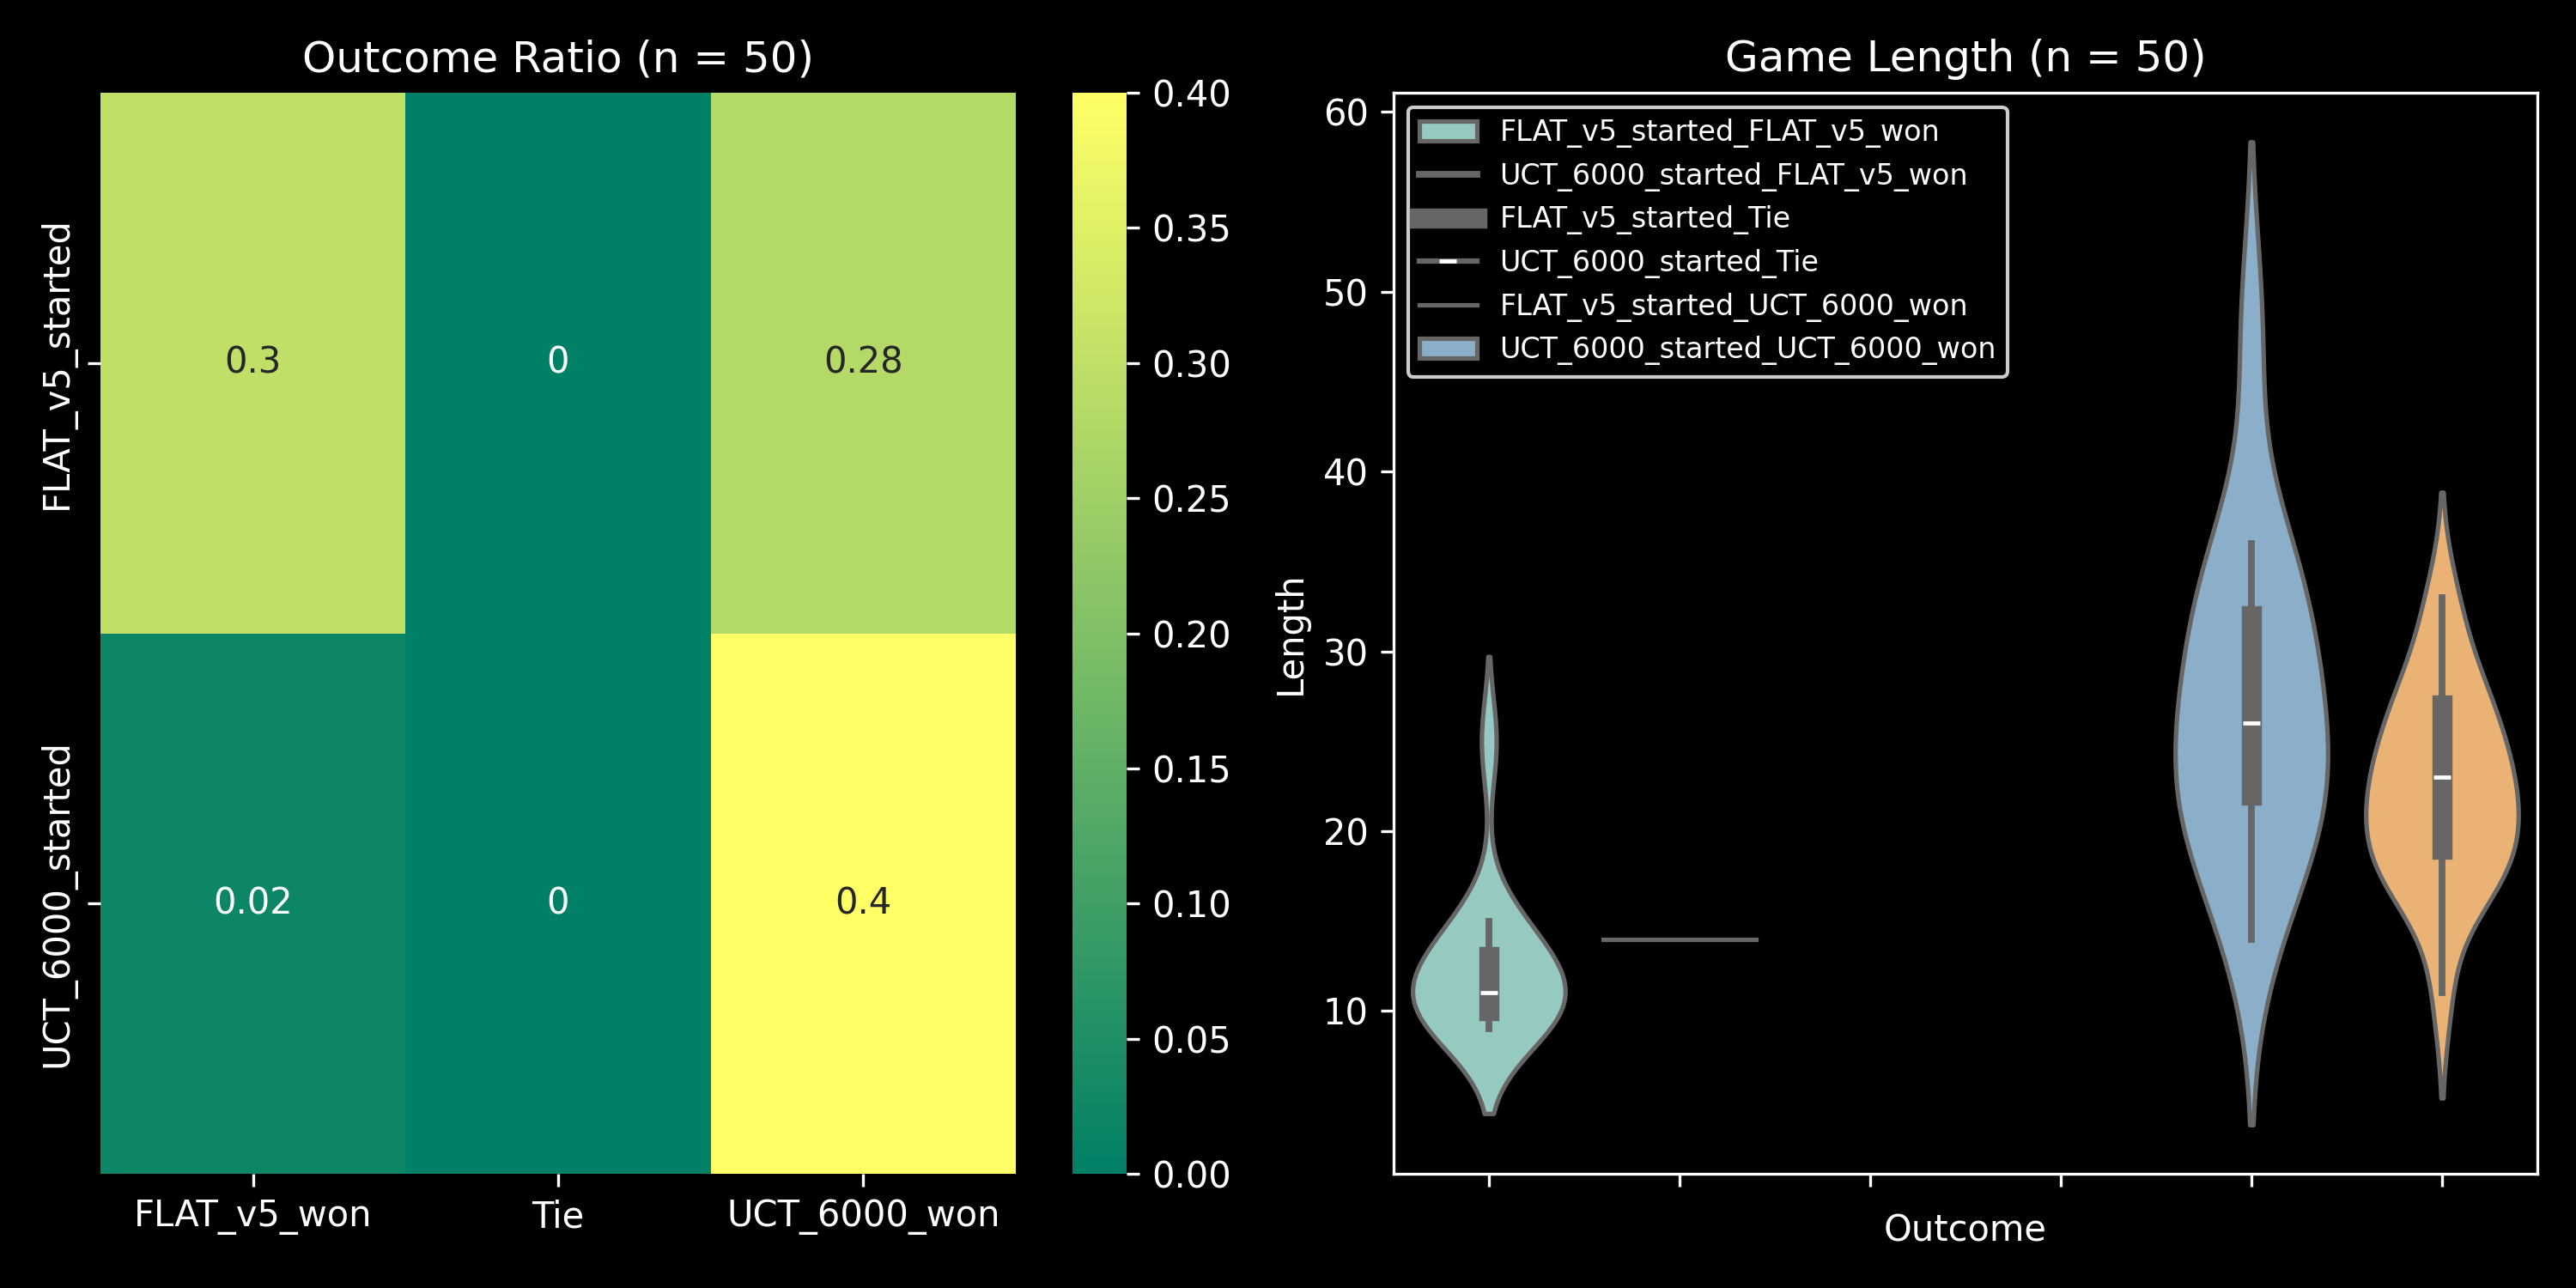 Outcome Ratio (n = 50)
FLAT_v5_started
UCT_6000_started
0.3
0
0.28
0.02
0
0.4
FLAT_v5_won
Tie
UCT_6000_won
0.40
0.35
0.30
0.25
0.20
0.15
0.10
0.05
0.00
Game Length (n = 50)
Length
60
50
40
30
20
10
FLAT_v5_started_FLAT_v5_won
UCT_6000_started_FLAT_v5_won
FLAT_v5_started_Tie
UCT_6000_started_Tie
FLAT_v5_started_UCT_6000_won
UCT_6000_started_UCT_6000_won
Outcome